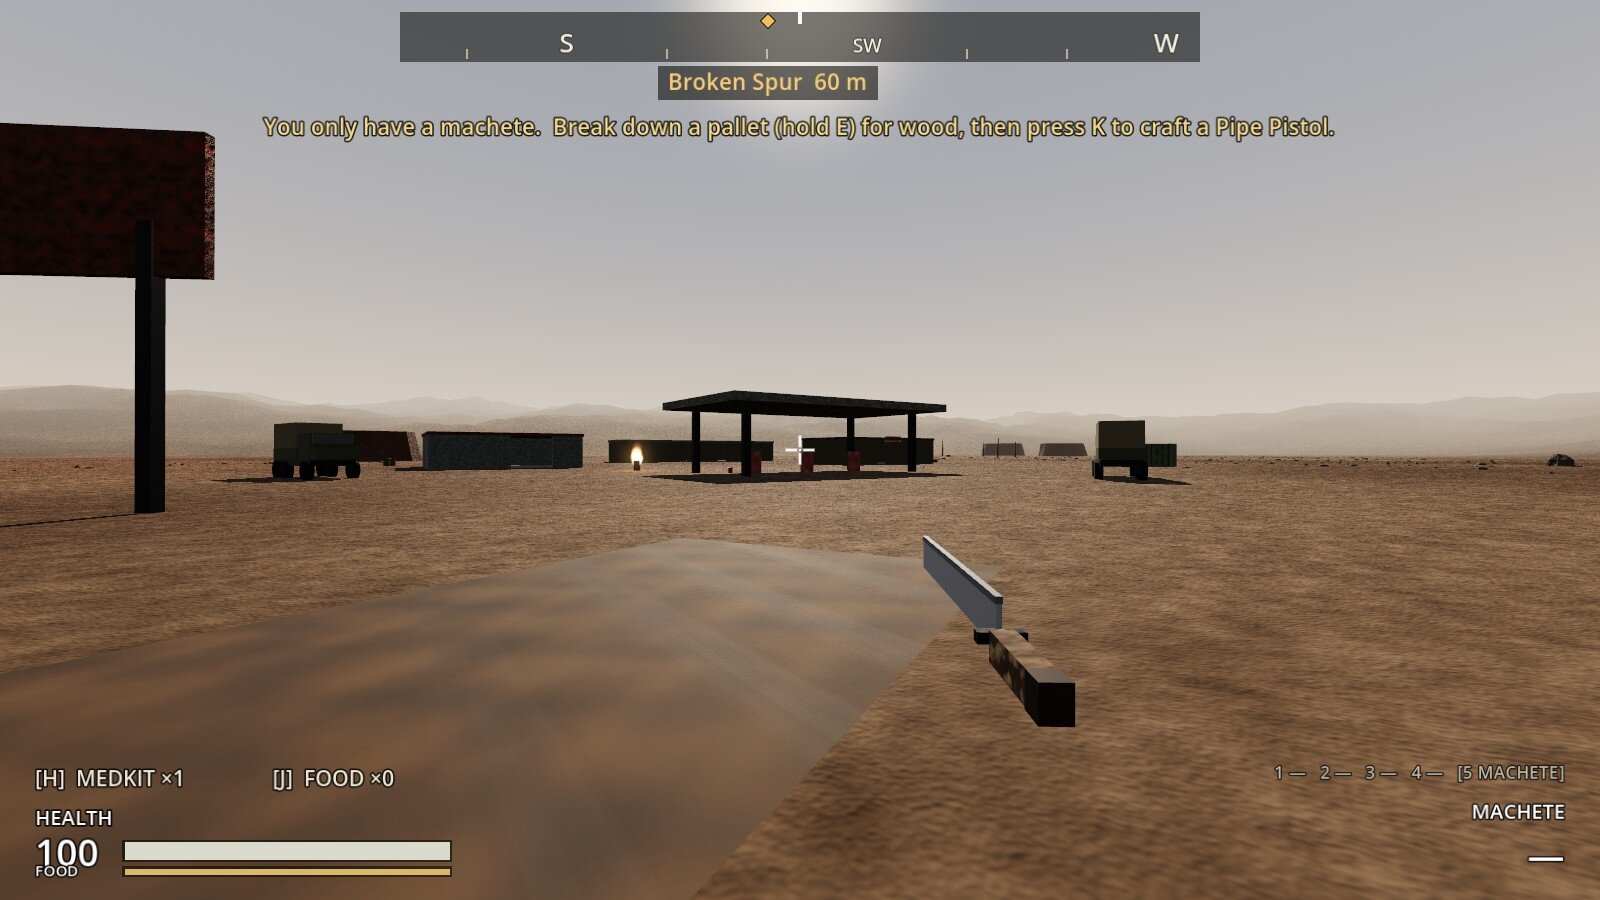 S SW W
Broken Spur 60 m
You only have a machete. Break down a pallet (hold E) for wood, then press K to craft a Pipe Pistol.
[H] MEDKIT ×1 [J] FOOD ×0
1 — 2 — 3 — 4 — [5 MACHETE]
HEALTH
MACHETE
100
FOOD